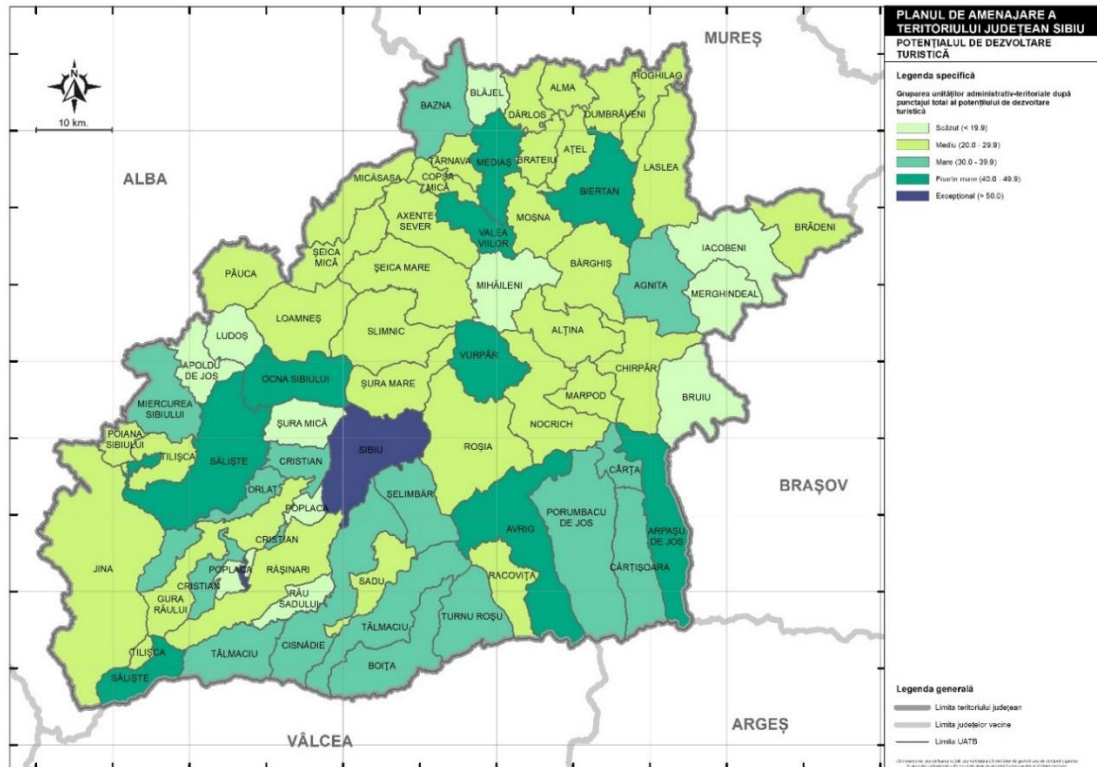 PLANUL DE AMENAJARE A
TERITORIULUI JUDEȚEAN SIBIU
POTENȚIALUL DE DEZVOLTARE
TURISTICĂ
Legenda specifică
Gruparea unităților administrativ-teritoriale după
punctajul total al potențialului de dezvoltare
turistică
Scăzut (< 19.9)
Mediu (20.0 - 29.9)
Mare (30.0 - 39.9)
Foarte mare (40.0 - 49.9)
Excepțional (> 50.0)
N
10 km.
MUREȘ
ALBA
BRAȘOV
ARGEȘ
VÂLCEA
BAZNA
BLĂJEL
DÂRLOS
ALMA
DUMBRĂVENI
HOGHILAG
TÂRNAVA
MEDIAȘ
BRATEIU
AȚEL
LASLEA
MICĂSASA
COPȘA
MICĂ
BIERTAN
AXENTE
SEVER
VALEA
VIILOR
MOȘNA
BRĂDENI
IACOBENI
ȘEICA
MICĂ
ȘEICA MARE
BÂRGHIȘ
PĂUCA
MIHĂILENI
AGNITA
MERGHINDEAL
LOAMNEȘ
SLIMNIC
ALȚINA
LUDOȘ
VURPĂR
CHIRPĂR
APOLDU
DE JOS
OCNA SIBIULUI
ȘURA MARE
MARPOD
BRUIU
MIERCUREA
SIBIULUI
ȘURA MICĂ
NOCRICH
POIANA
SIBIULUI
TILIȘCA
SĂLIȘTE
CRISTIAN
SIBIU
ROȘIA
CÂRȚA
ORLAT
SELIMBĂR
POPLACA
PORUMBACU
DE JOS
AVRIG
ARPAȘU
DE JOS
CRISTIAN
JINA
POPLACA
RĂȘINARI
SADU
RACOVIȚA
CÂRȚIȘOARA
CRISTIAN
GURA
RÂULUI
RÂU
SADULUI
TURNU ROȘU
TĂLMACIU
TILIȘCA
TĂLMACIU
CISNĂDIE
BOIȚA
SĂLIȘTE
Legenda generală
Limita teritoriului județean
Limita județelor vecine
Limita UATB